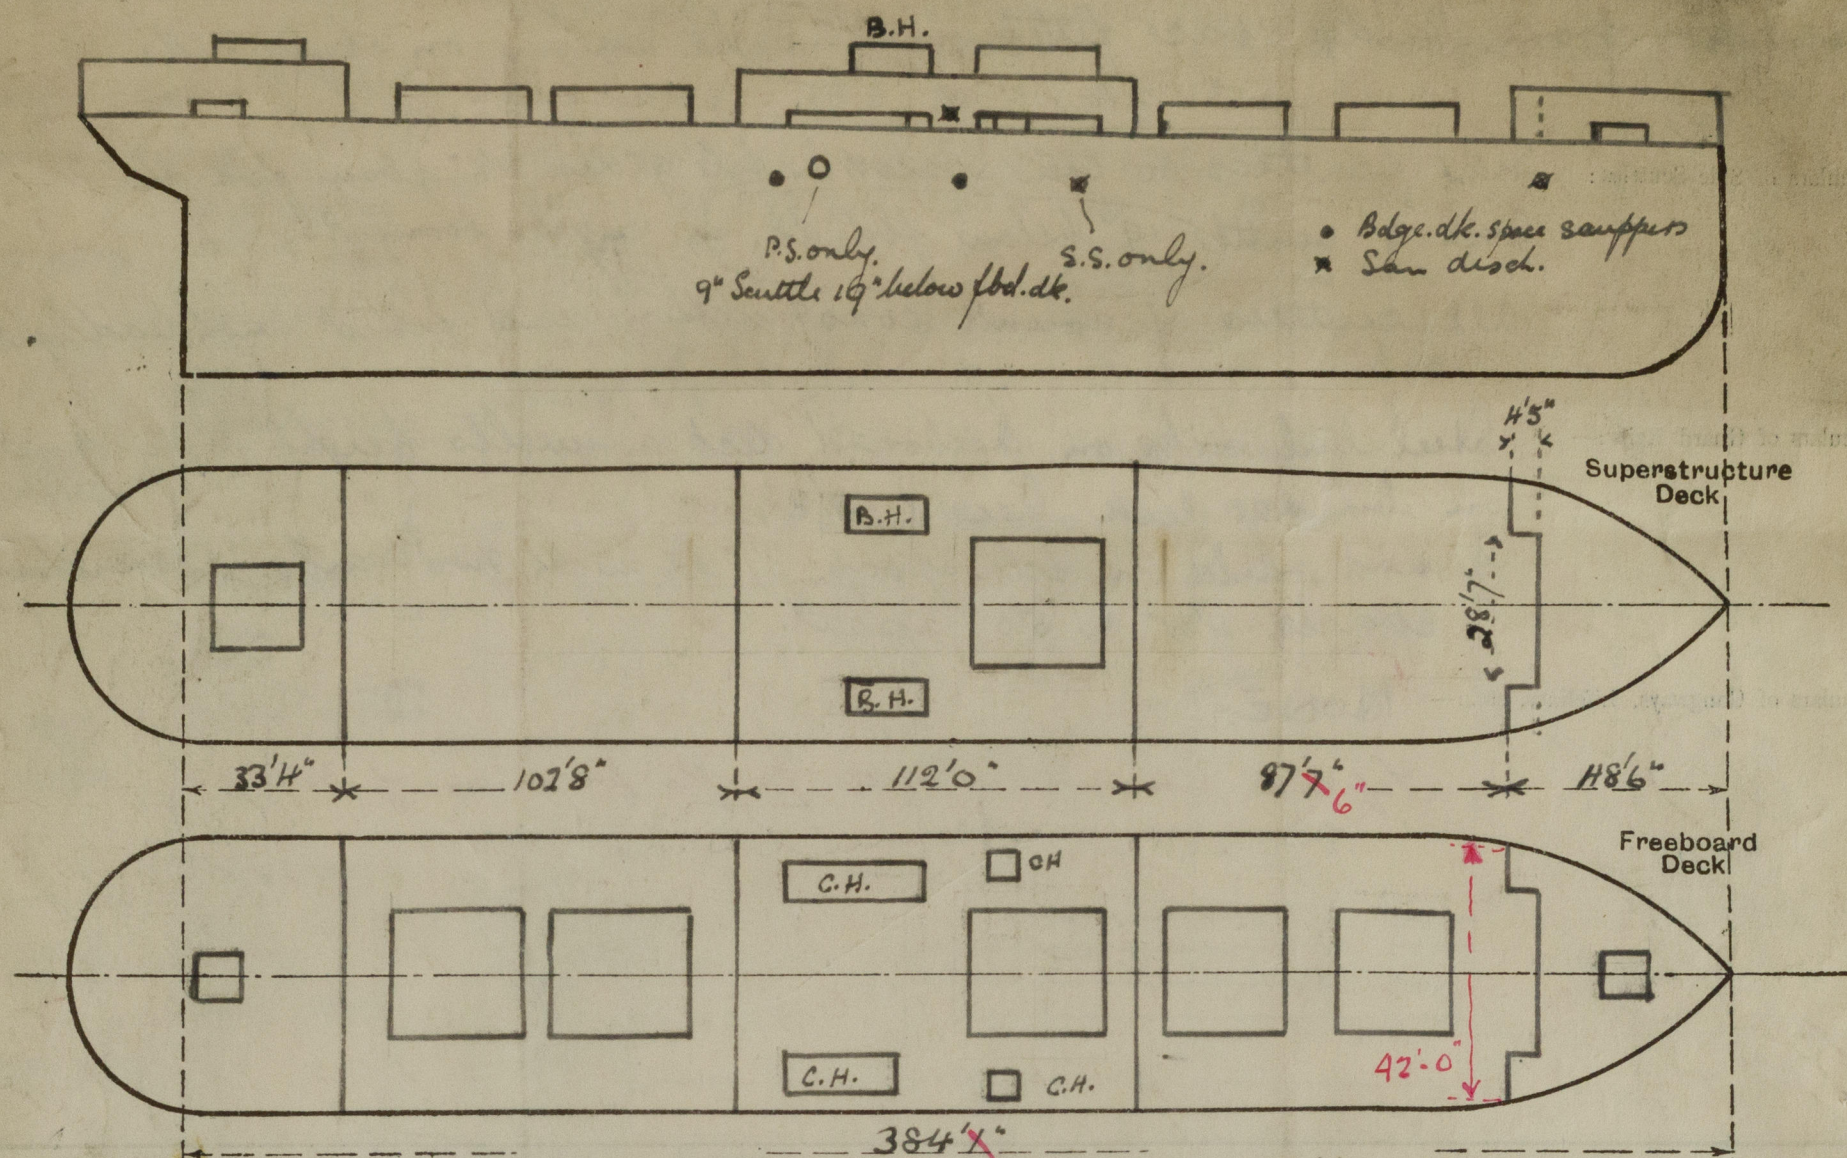 B.H.
P.S. only.
S.S. only.
9" Scuttle 19" below fbd. dk.
• Bdge. dk. space scuppers
San disch.
4'5"
Superstructure
Deck
B.H.
28'7"
B.H.
33'4" 102'8" 112'0" 87'7" 6" 48'6"
Freeboard
Deck
C.H. CH
42'-0"
C.H. C.H.
384'1"